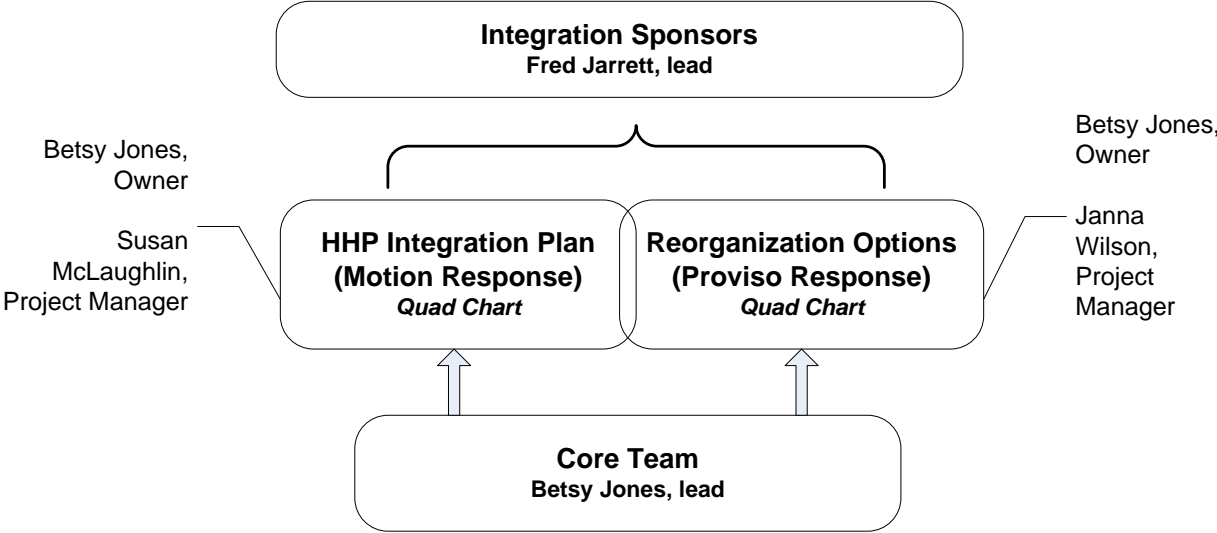 Integration Sponsors
Fred Jarrett, lead
Betsy Jones,
Owner
Susan
McLaughlin,
Project Manager
HHP Integration Plan
(Motion Response)
Quad Chart
Reorganization Options
(Proviso Response)
Quad Chart
Betsy Jones,
Owner
Janna
Wilson,
Project
Manager
Core Team
Betsy Jones, lead